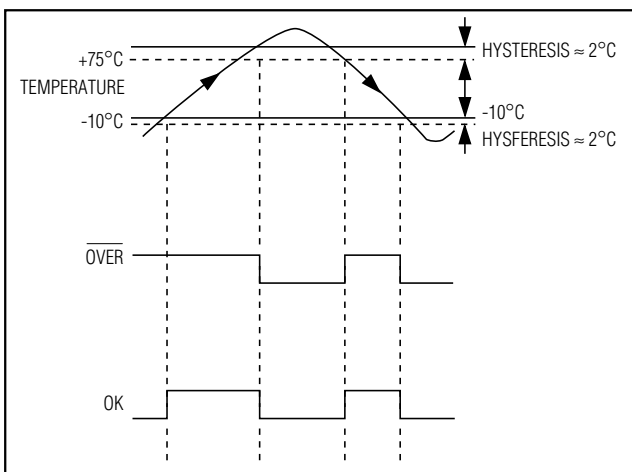 +75°C
HYSTERESIS ≈ 2°C
TEMPERATURE
-10°C
-10°C
HYSFERESIS ≈ 2°C
OVER
OK